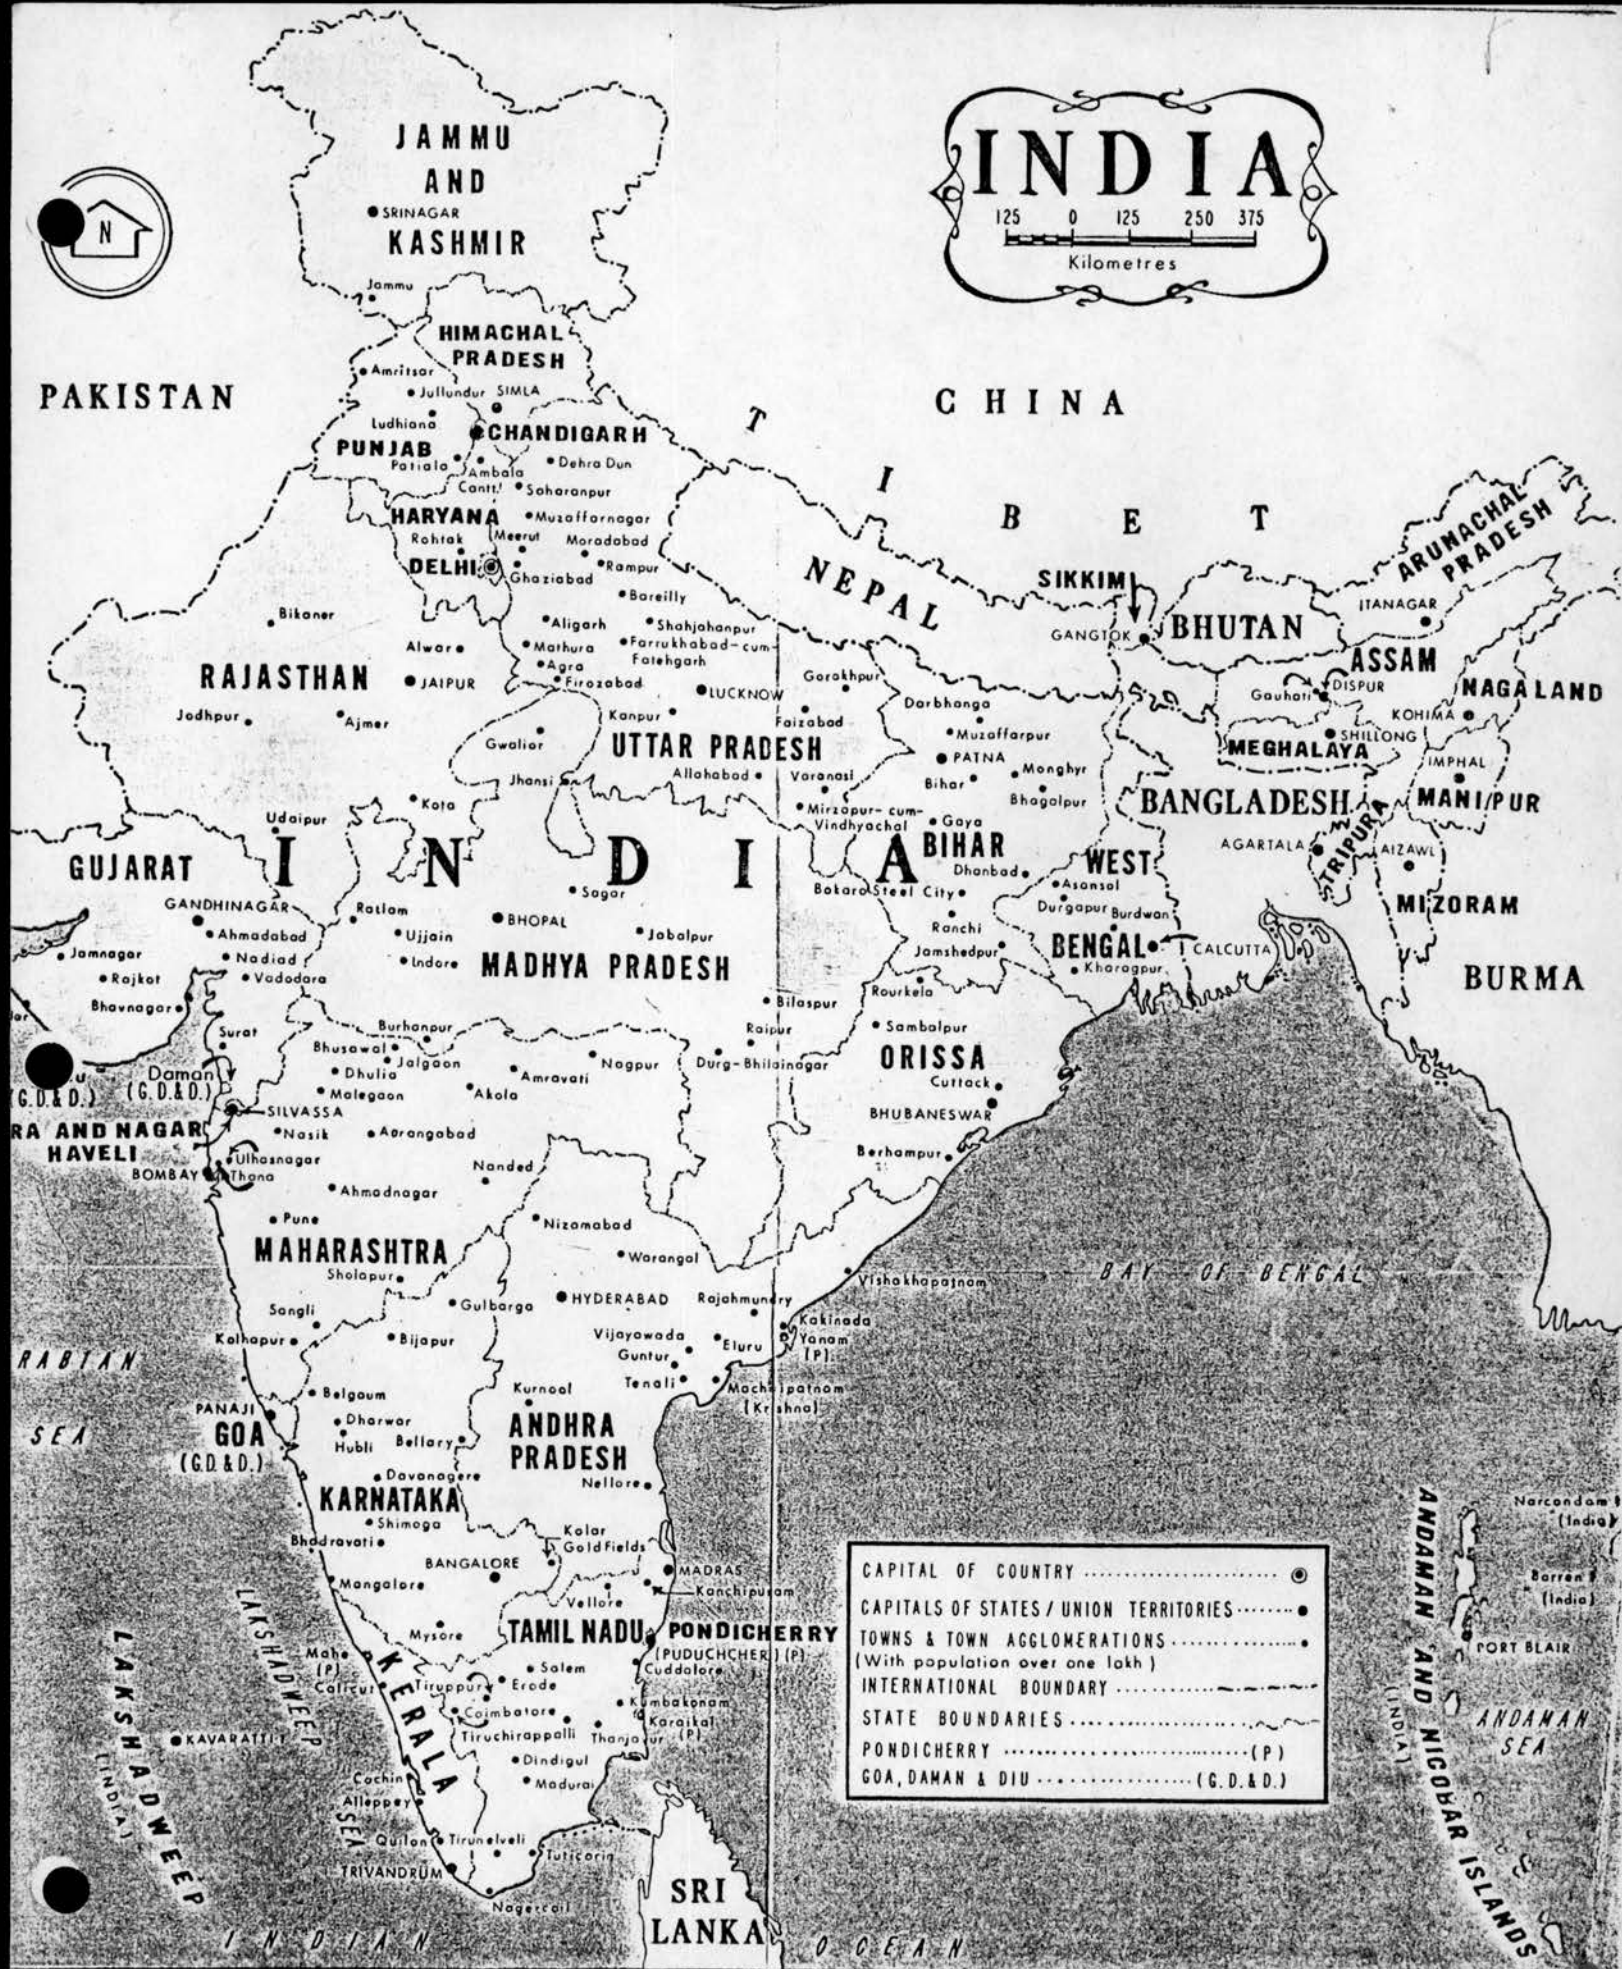 INDIA
125 0 125 250 375
Kilometres
N
JAMMU
AND
SRINAGAR
KASHMIR
Jammu
HIMACHAL
PRADESH
Amritsar
PAKISTAN
Jullundur SIMLA
CHINA
TIBET
Ludhiana
CHANDIGARH
PUNJAB
Patiala
Ambala
Cantt.
Dehra Dun
Saharanpur
HARYANA
Muzaffarnagar
Rohtak
Meerut
Moradabad
DELHI
Ghaziabad
Rampur
NEPAL
SIKKIM
ARUNACHAL
PRADESH
Bareilly
ITANAGAR
Bikaner
Aligarh
Shahjahanpur
GANGTOK
BHUTAN
Alwar
Mathura
Farrukhabad-cum-
Fatehgarh
Agra
Firozabad
ASSAM
RAJASTHAN
JAIPUR
LUCKNOW
Gorakhpur
Gauhati
DISPUR
NAGALAND
Darbhanga
Jodhpur
Ajmer
Kanpur
Faizabad
KOHIMA
Muzaffarpur
SHILLONG
Gwalior
UTTAR PRADESH
MEGHALAYA
PATNA
IMPHAL
Jhansi
Allahabad
Varanasi
Bihar
Monghyr
Bhagalpur
BANGLADESH
MANIPUR
Kota
Mirzapur-cum-
Vindhyachal
Gaya
Udaipur
BIHAR
AGARTALA
TRIPURA
AIZAWL
GUJARAT
INDIA
Dhanbad
WEST
Sagar
Bokaro Steel City
Asansol
MIZORAM
GANDHINAGAR
Ratlam
BHOPAL
Durgapur
Burdwan
Ahmadabad
Ujjain
Jabalpur
Ranchi
Jamshedpur
BENGAL
CALCUTTA
Jamnagar
Nadiad
Indore
MADHYA PRADESH
Kharagpur
BURMA
Rajkot
Vadodara
Rourkela
Bhavnagar
Bilaspur
Surat
Burhanpur
Raipur
Sambalpur
Bhusawal
Jalgaon
Nagpur
Durg-Bhilainagar
ORISSA
Daman
(G.D.&D.)
(G.D.&D.)
Dhulia
Amravati
Cuttack
Malegaon
Akola
SILVASSA
BHUBANESWAR
RA AND NAGAR
HAVELI
Nasik
Aurangabad
Berhampur
Ulhasnagar
BOMBAY
Thana
Nanded
Ahmadnagar
Pune
Nizamabad
MAHARASHTRA
Warangal
Sholapur
Vishakhapatnam
BAY OF BENGAL
Sangli
Gulbarga
HYDERABAD
Rajahmundry
Kakinada
Kolhapur
Bijapur
Vijayawada
Eluru
Yanam
(P)
Guntur
RABIAN
SEA
Tenali
Machilipatnam
(Krishna)
Belgaum
Kurnool
PANAJI
Dharwar
ANDHRA
PRADESH
GOA
(G.D.&D.)
Hubli
Bellary
Davanagere
Nellore
KARNATAKA
Shimoga
Narcondam
(India)
Bhadravati
Kolar
Gold Fields
BANGALORE
MADRAS
Mangalore
Kanchipuram
Barren
(India)
Vellore
Mysore
TAMIL NADU
PONDICHERRY
(PUDUCHCHERI) (P)
PORT BLAIR
Mahe
(P)
Cuddalore
Salem
Calicut
Tiruppur
Erode
Kumbakonam
Coimbatore
Karaikal
(P)
KERALA
Tiruchirappalli
Thanjavur
KAVARATTI
Dindigul
Cochin
Madurai
Alleppey
Quilon
Tirunelveli
TRIVANDRUM
Tuticorin
Nagercoil
LAKSHADWEEP
(INDIA)
LAKSHADWEEP
SEA
SRI
LANKA
INDIAN OCEAN
ANDAMAN AND NICOBAR ISLANDS
(INDIA)
ANDAMAN
SEA
CAPITAL OF COUNTRY
CAPITALS OF STATES / UNION TERRITORIES
TOWNS & TOWN AGGLOMERATIONS
(With population over one lakh)
INTERNATIONAL BOUNDARY
STATE BOUNDARIES
PONDICHERRY (P)
GOA, DAMAN & DIU (G.D.&D.)